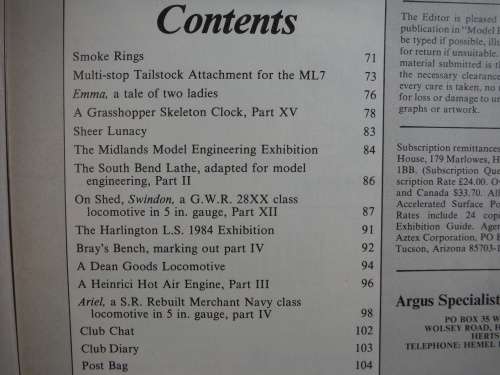 Contents
Smoke Rings 71
Multi-stop Tailstock Attachment for the ML7 73
Emma, a tale of two ladies 76
A Grasshopper Skeleton Clock, Part XV 78
Sheer Lunacy 83
The Midlands Model Engineering Exhibition 84
The South Bend Lathe, adapted for model
engineering, Part II 86
On Shed, Swindon, a G.W.R. 28XX class
locomotive in 5 in. gauge, Part XII 87
The Harlington L.S. 1984 Exhibition 91
Bray's Bench, marking out part IV 92
A Dean Goods Locomotive 94
A Heinrici Hot Air Engine, Part III 96
Ariel, a S.R. Rebuilt Merchant Navy class
locomotive in 5 in. gauge, part IV 98
Club Chat 102
Club Diary 103
Post Bag 104
The Editor is pleased
publication in "Model
be typed if possible,
for return if unsuitable.
material submitted is
the necessary clearance
every care is taken, no
for loss or damage to
graphs or artwork.
Subscription remittances
House, 179 Marlowes,
1BB. (Subscription
scription Rate £24.00.
and Canada $33.70.
Accelerated Surface
Rates include 24
Exhibition Guide.
Aztex Corporation, PO
Tucson, Arizona 85703-1
Argus Specialist
PO BOX 35
WOLSEY ROAD,
HERTS
TELEPHONE: HEMEL